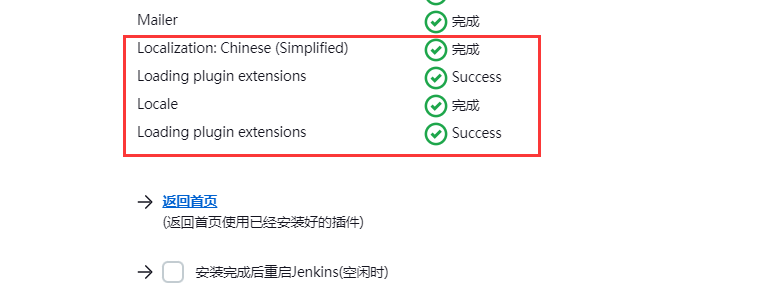 Mailer 完成
Localization: Chinese (Simplified) 完成
Loading plugin extensions Success
Locale 完成
Loading plugin extensions Success
返回首页
(返回首页使用已经安装好的插件)
安装完成后重启Jenkins(空闲时)